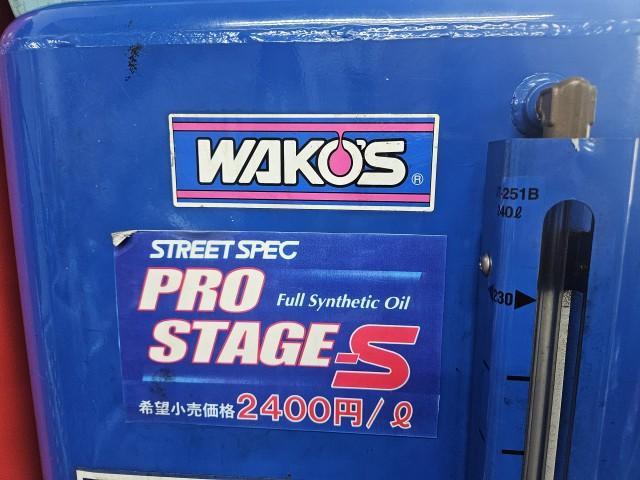 WAKO'S ®
STREET SPEC
PRO
Full Synthetic Oil
STAGE-S
希望小売価格 2400円/ℓ
-251B
240ℓ
230